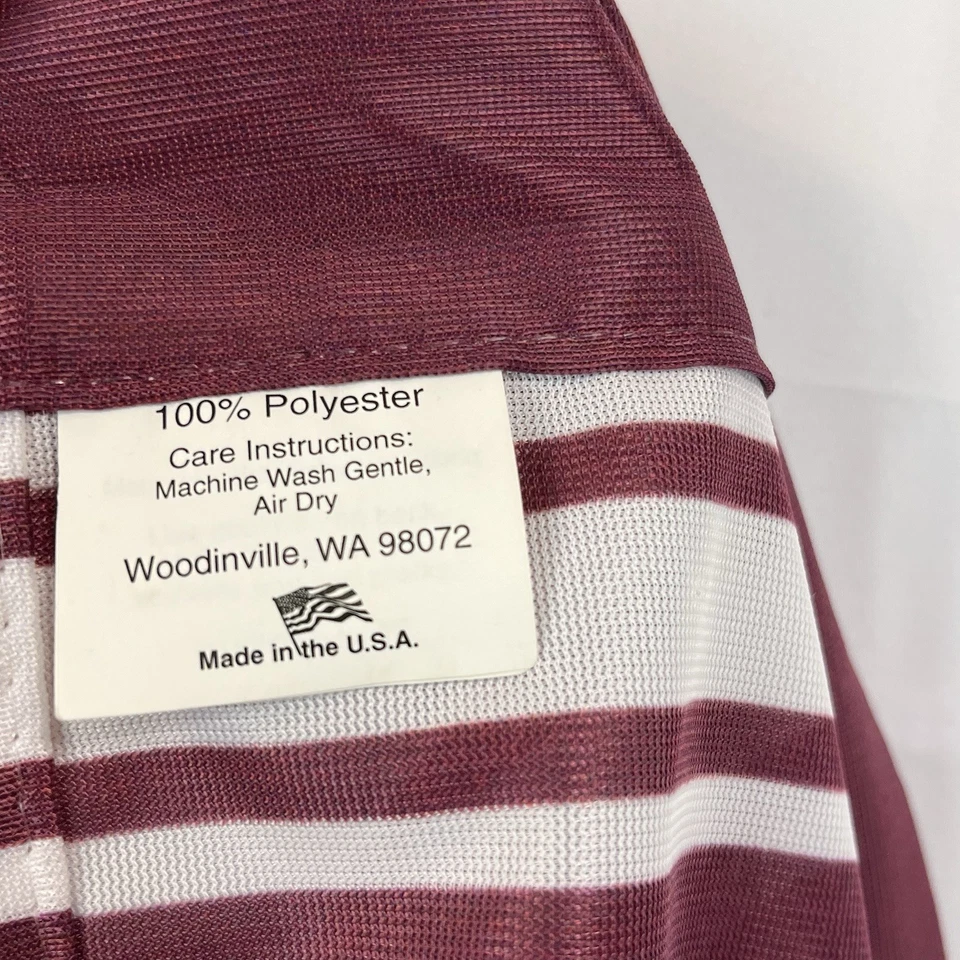 100% Polyester
Care Instructions:
Machine Wash Gentle,
Air Dry
Woodinville, WA 98072
Made in the U.S.A.